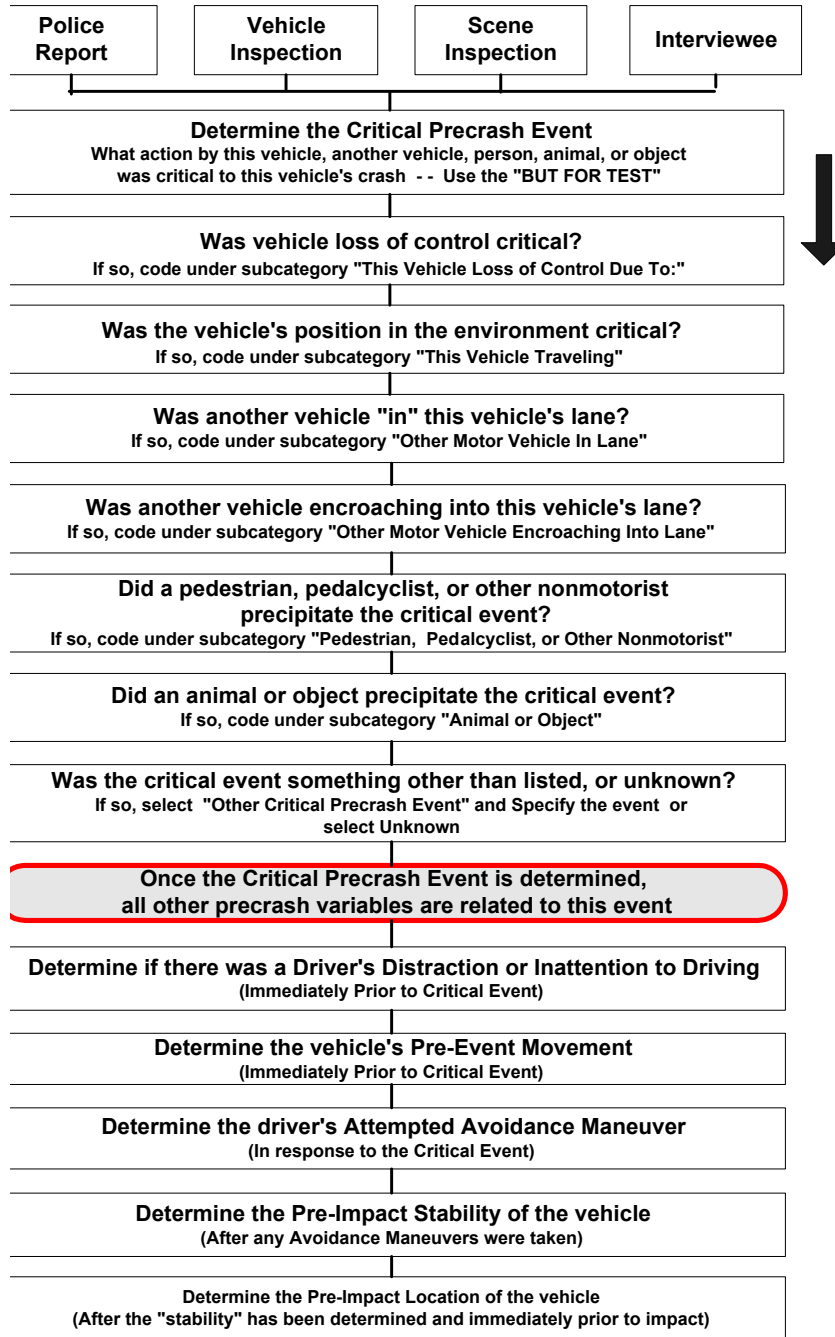 Police
Report
Vehicle
Inspection
Scene
Inspection
Interviewee
Determine the Critical Precrash Event
What action by this vehicle, another vehicle, person, animal, or object
was critical to this vehicle's crash - - Use the "BUT FOR TEST"
Was vehicle loss of control critical?
If so, code under subcategory "This Vehicle Loss of Control Due To:"
Was the vehicle's position in the environment critical?
If so, code under subcategory "This Vehicle Traveling"
Was another vehicle "in" this vehicle's lane?
If so, code under subcategory "Other Motor Vehicle In Lane"
Was another vehicle encroaching into this vehicle's lane?
If so, code under subcategory "Other Motor Vehicle Encroaching Into Lane"
Did a pedestrian, pedalcyclist, or other nonmotorist
precipitate the critical event?
If so, code under subcategory "Pedestrian, Pedalcyclist, or Other Nonmotorist"
Did an animal or object precipitate the critical event?
If so, code under subcategory "Animal or Object"
Was the critical event something other than listed, or unknown?
If so, select "Other Critical Precrash Event" and Specify the event or
select Unknown
Once the Critical Precrash Event is determined,
all other precrash variables are related to this event
Determine if there was a Driver's Distraction or Inattention to Driving
(Immediately Prior to Critical Event)
Determine the vehicle's Pre-Event Movement
(Immediately Prior to Critical Event)
Determine the driver's Attempted Avoidance Maneuver
(In response to the Critical Event)
Determine the Pre-Impact Stability of the vehicle
(After any Avoidance Maneuvers were taken)
Determine the Pre-Impact Location of the vehicle
(After the "stability" has been determined and immediately prior to impact)